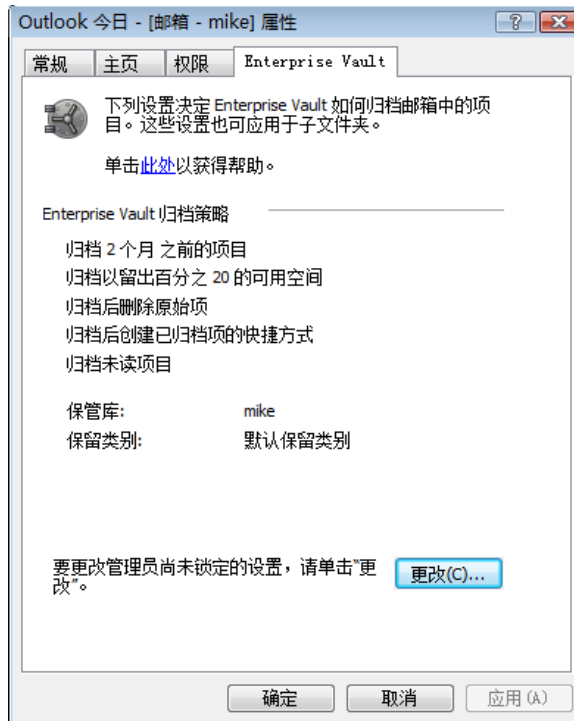 Outlook 今日 - [邮箱 - mike] 属性
常规 主页 权限 Enterprise Vault
下列设置决定 Enterprise Vault 如何归档邮箱中的项
目。这些设置也可应用于子文件夹。
单击此处以获得帮助。
Enterprise Vault 归档策略
归档 2 个月 之前的项目
归档以留出百分之 20 的可用空间
归档后删除原始项
归档后创建已归档项的快捷方式
归档未读项目
保管库: mike
保留类别: 默认保留类别
要更改管理员尚未锁定的设置，请单击"更
改"。
更改(C)...
确定 取消 应用(A)